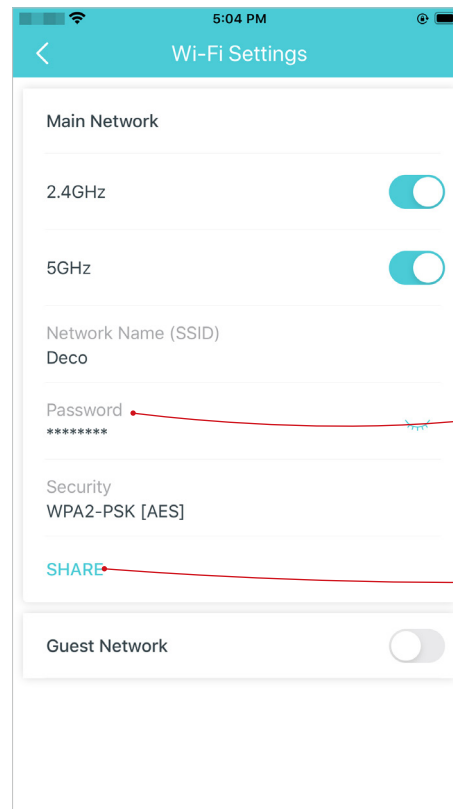 5:04 PM
Wi-Fi Settings
Main Network
2.4GHz
5GHz
Network Name (SSID)
Deco
Password
********
Security
WPA2-PSK [AES]
SHARE
Guest Network